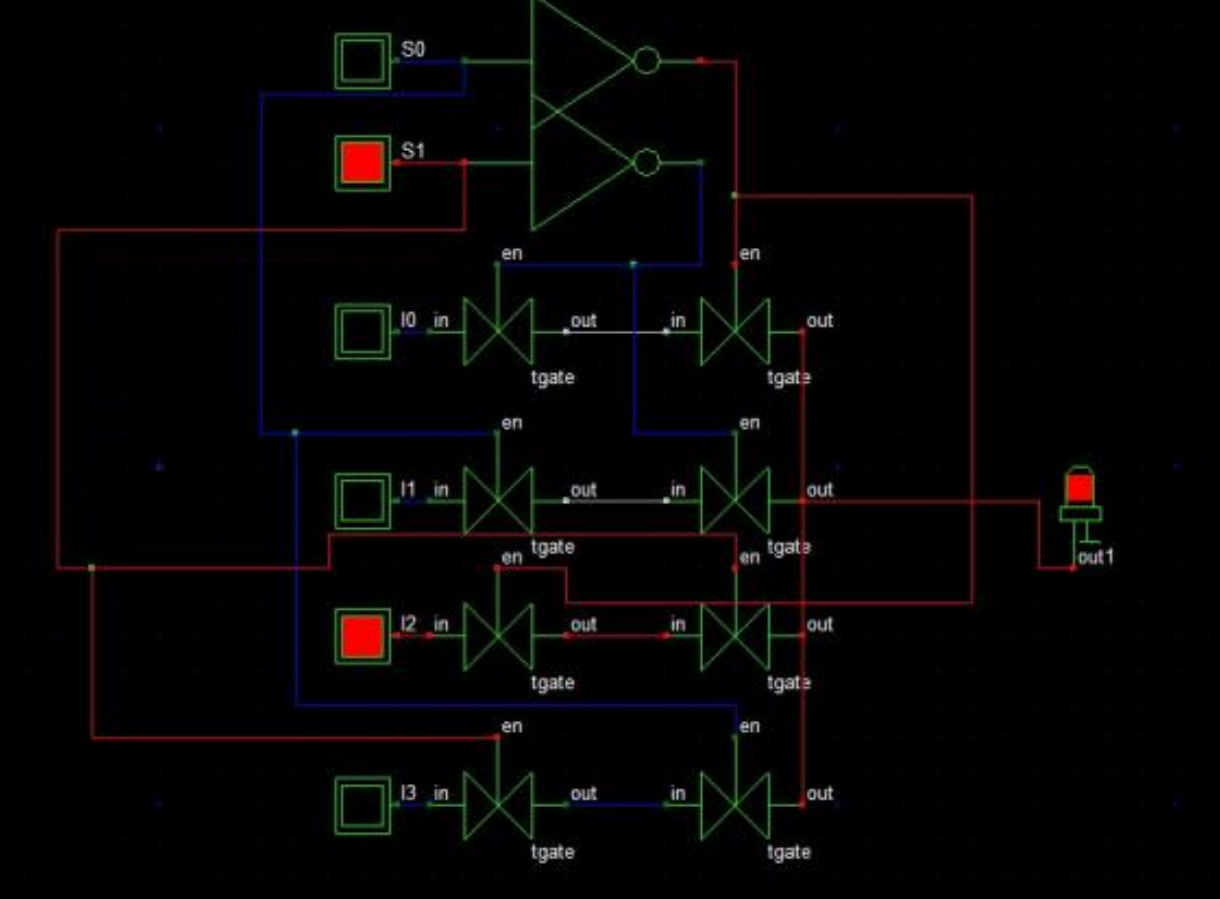 S0
S1
en en
I0 in out in out
tgate tgate
en en
I1 in out in out
tgate tgate
en en
out1
I2 in out in out
tgate tgate
en en
I3 in out in out
tgate tgate